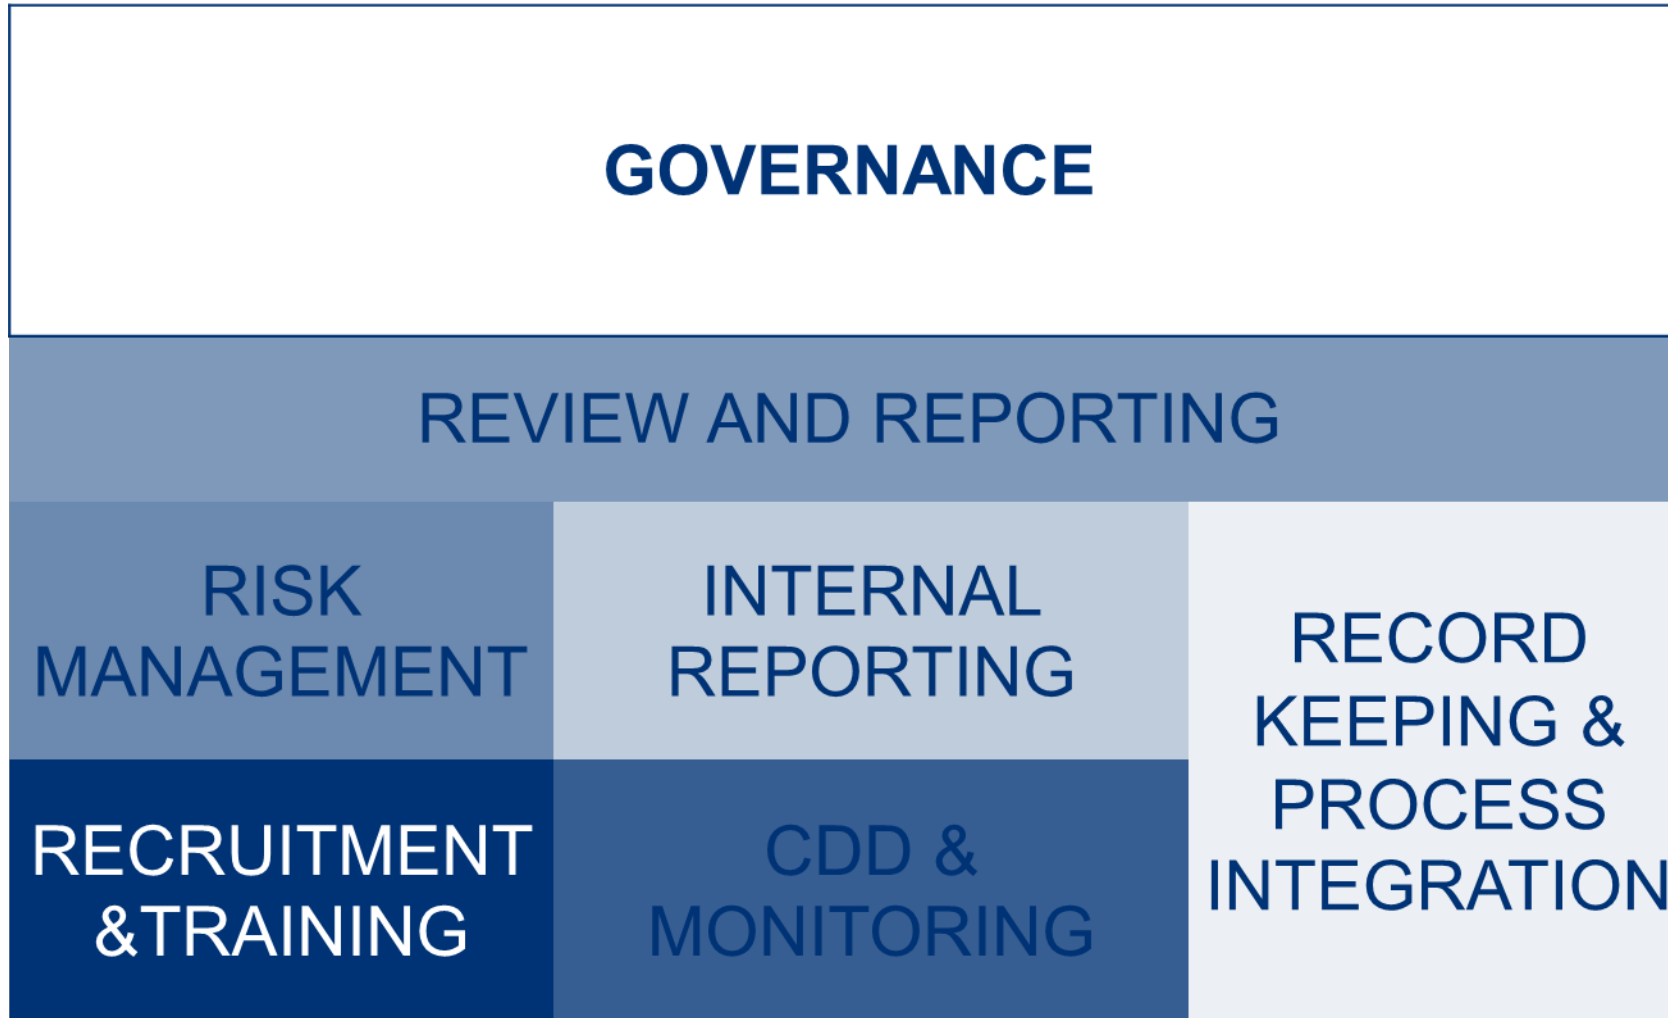 GOVERNANCE
REVIEW AND REPORTING
RISK
MANAGEMENT
INTERNAL
REPORTING
RECORD
KEEPING &
PROCESS
INTEGRATION
RECRUITMENT
&TRAINING
CDD &
MONITORING